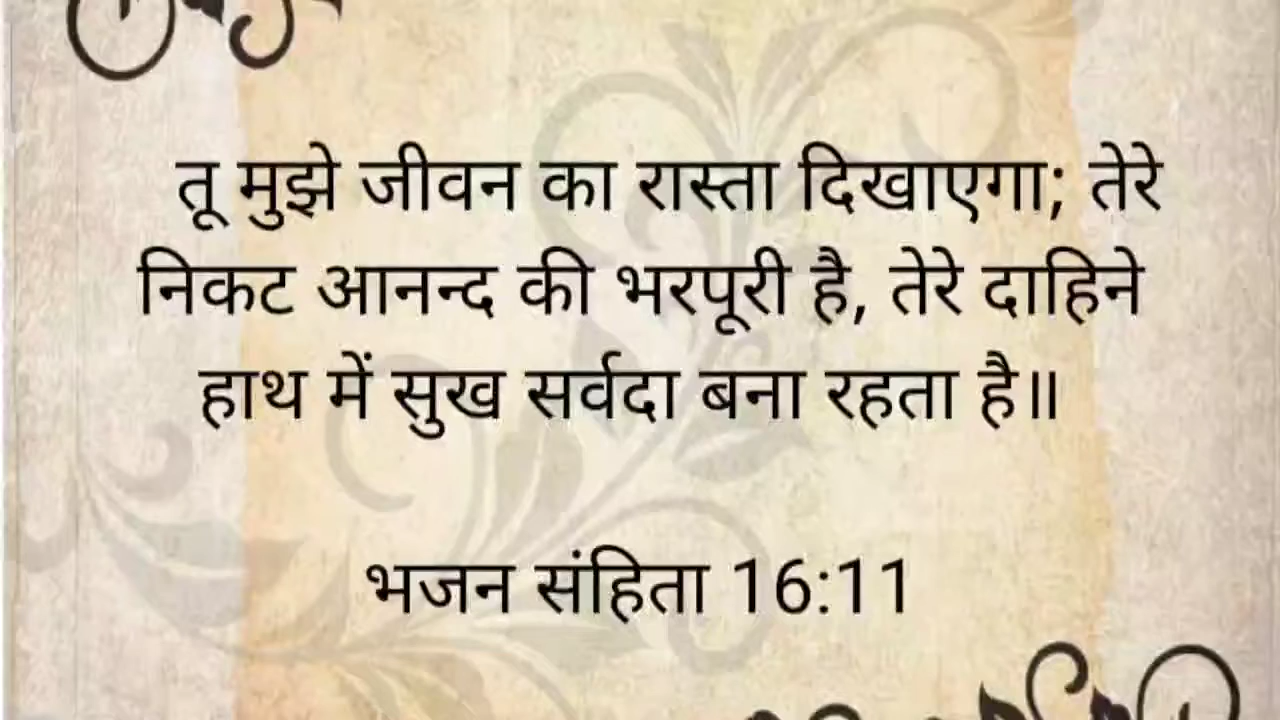 तू मुझे जीवन का रास्ता दिखाएगा; तेरे
निकट आनन्द की भरपूरी है, तेरे दाहिने
हाथ में सुख सर्वदा बना रहता है॥
भजन संहिता 16:11